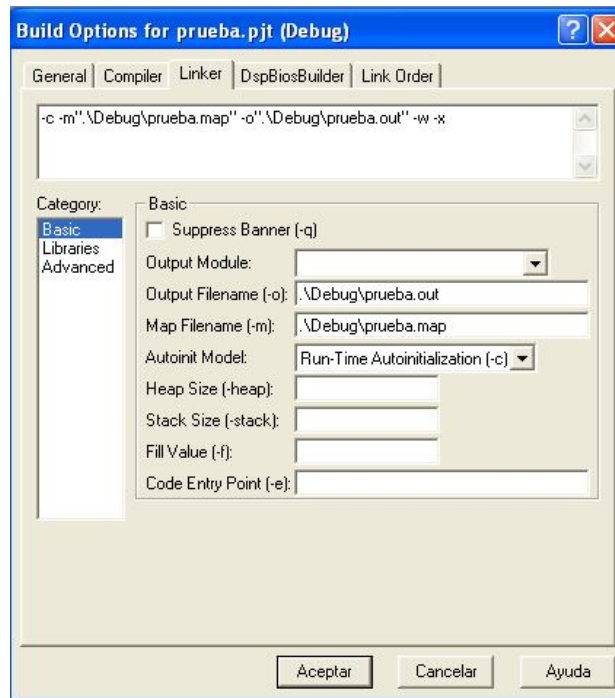 Build Options for prueba.pjt (Debug)
General Compiler Linker DspBiosBuilder Link Order
-c -m".\Debug\prueba.map" -o".\Debug\prueba.out" -w -x
Category:
Basic
Libraries
Advanced
Basic
Suppress Banner (-q)
Output Module:
Output Filename (-o): .\Debug\prueba.out
Map Filename (-m): .\Debug\prueba.map
Autoinit Model: Run-Time Autoinitialization (-c)
Heap Size (-heap):
Stack Size (-stack):
Fill Value (-f):
Code Entry Point (-e):
Aceptar Cancelar Ayuda